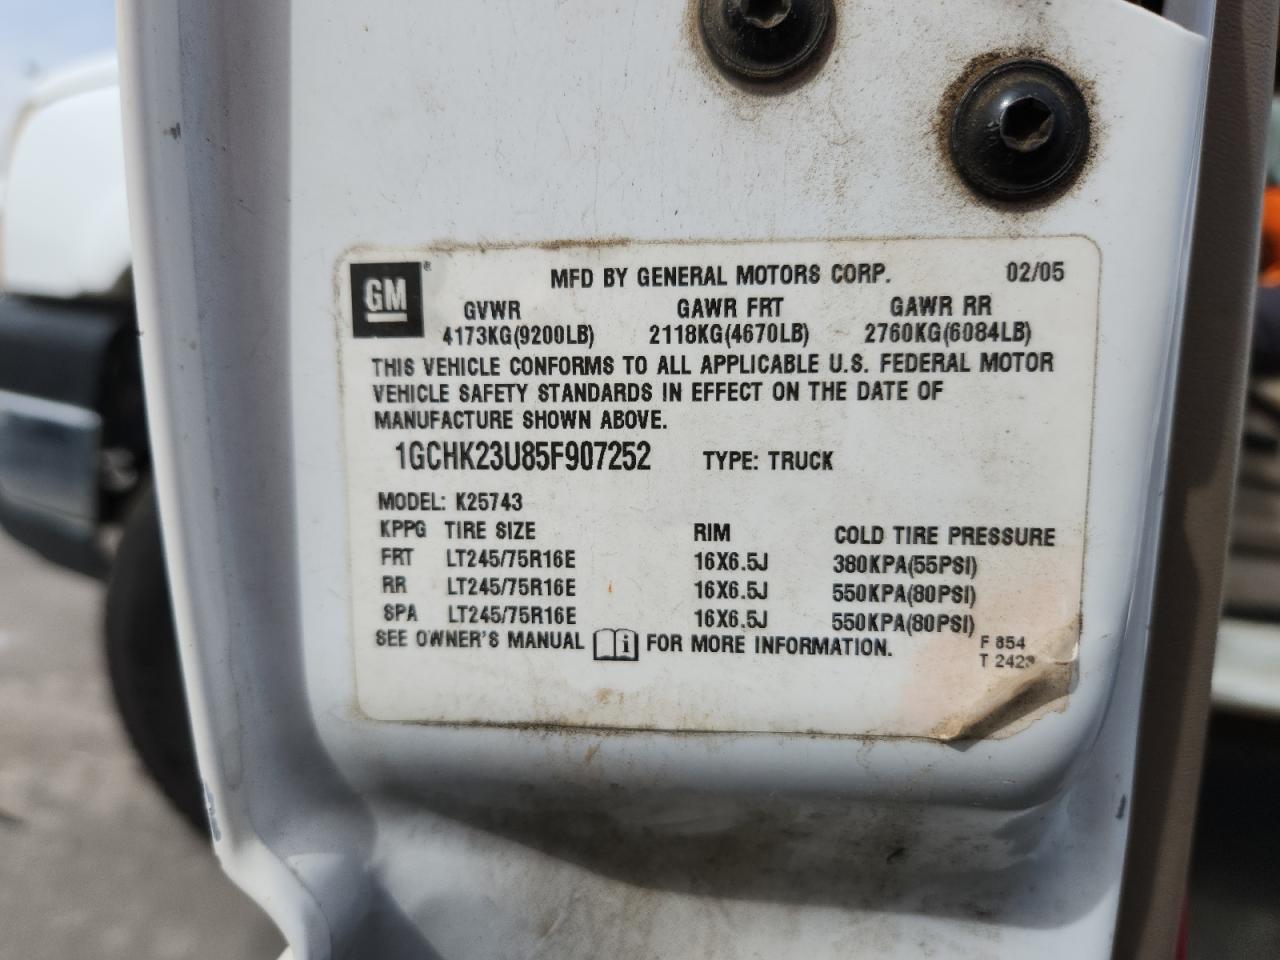 GM ®
MFD BY GENERAL MOTORS CORP. 02/05
GVWR GAWR FRT GAWR RR
4173KG(9200LB) 2118KG(4670LB) 2760KG(6084LB)
THIS VEHICLE CONFORMS TO ALL APPLICABLE U.S. FEDERAL MOTOR
VEHICLE SAFETY STANDARDS IN EFFECT ON THE DATE OF
MANUFACTURE SHOWN ABOVE.
1GCHK23U85F907252 TYPE: TRUCK
MODEL: K25743
KPPG TIRE SIZE RIM COLD TIRE PRESSURE
FRT LT245/75R16E 16X6.5J 380KPA(55PSI)
RR LT245/75R16E 16X6.5J 550KPA(80PSI)
SPA LT245/75R16E 16X6.5J 550KPA(80PSI)
SEE OWNER'S MANUAL i FOR MORE INFORMATION.
F 854
T